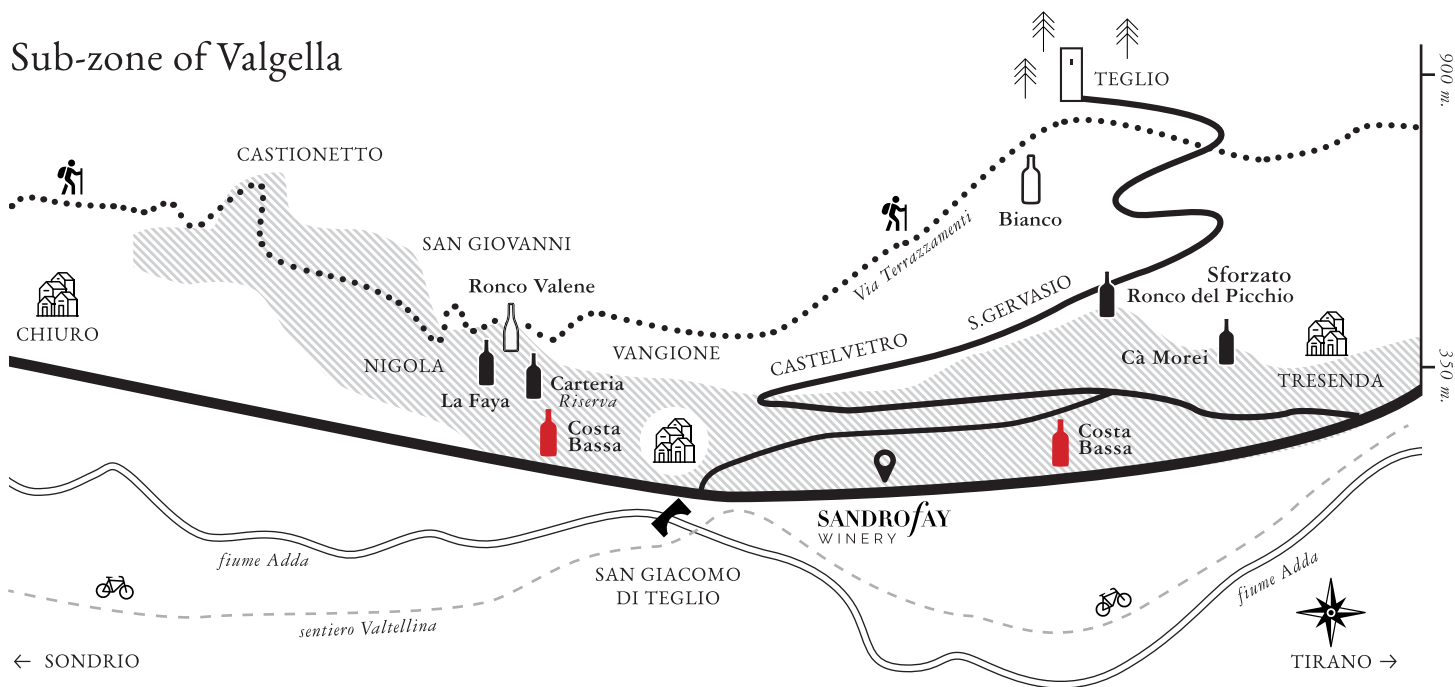 Sub-zone of Valgella
900 m.
TEGLIO
CASTIONETTO
Bianco
SAN GIOVANNI
Via Terrazzamenti
Ronco Valene
Sforzato
Ronco del Picchio
S.GERVASIO
CHIURO
NIGOLA
VANGIONE
CASTELVETRO
Cà Morei
350 m.
TRESENDA
Carteria
Riserva
La Faya
Costa
Bassa
Costa
Bassa
SANDROfAY
WINERY
fiume Adda
SAN GIACOMO
DI TEGLIO
fiume Adda
sentiero Valtellina
← SONDRIO
TIRANO →